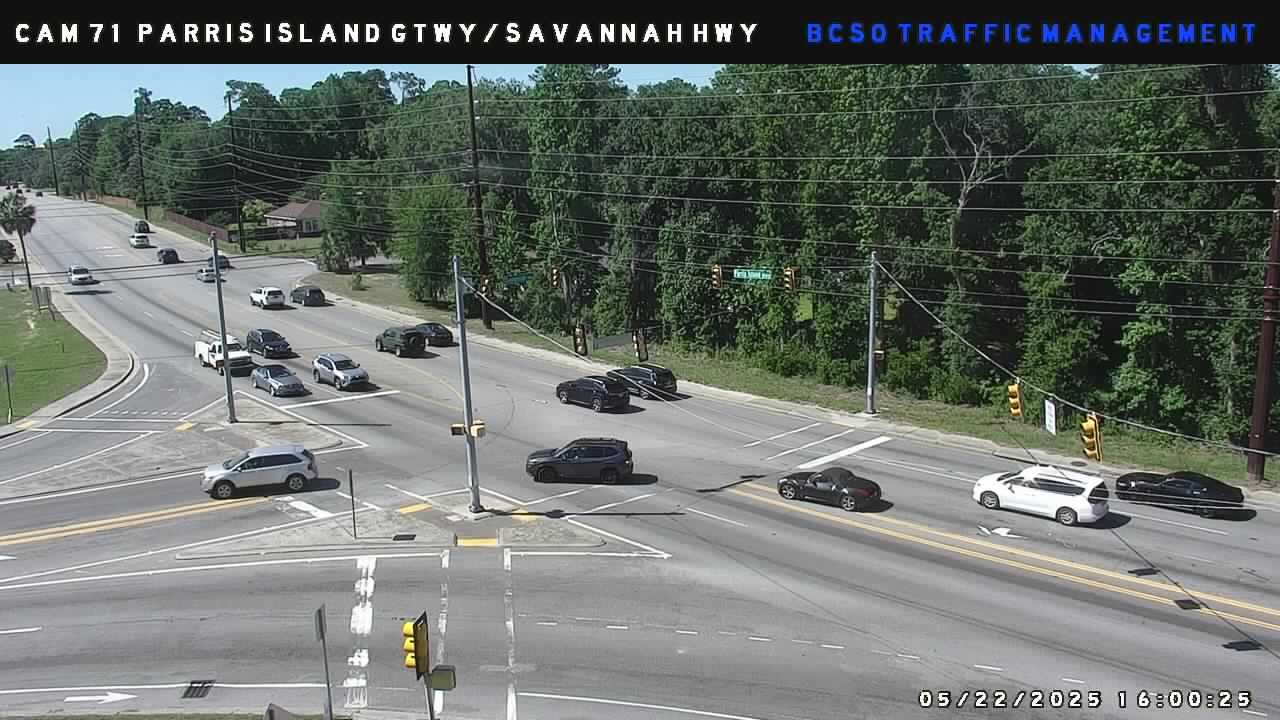 CAM 71 PARRIS ISLAND GTWY/SAVANNAH HWY
BCSO TRAFFIC MANAGEMENT
05/22/2025 16:00:25